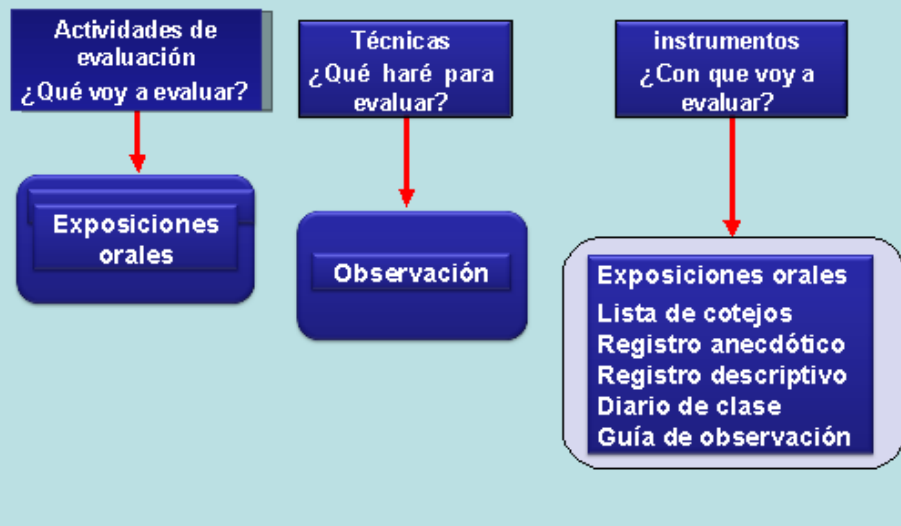 Actividades de
evaluación
¿Qué voy a evaluar?
Exposiciones
orales
Técnicas
¿Qué haré para
evaluar?
Observación
instrumentos
¿Con que voy a
evaluar?
Exposiciones orales
Lista de cotejos
Registro anecdótico
Registro descriptivo
Diario de clase
Guía de observación